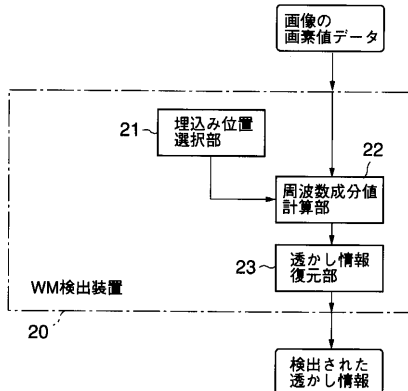 画像の
画素値データ
21
埋込み位置
選択部
22
周波数成分値
計算部
23
透かし情報
復元部
WM検出装置
20
検出された
透かし情報